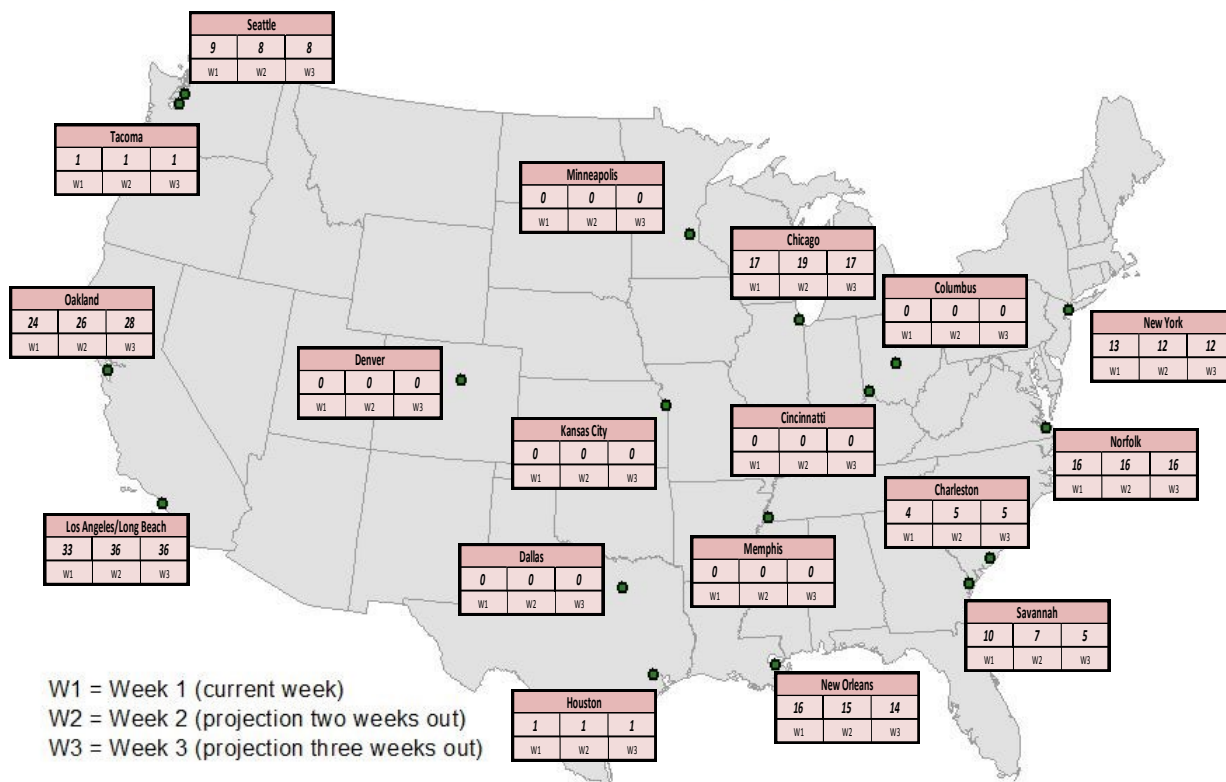 Seattle
9 8 8
W1 W2 W3
Tacoma
1 1 1
W1 W2 W3
Minneapolis
0 0 0
W1 W2 W3
Chicago
17 19 17
W1 W2 W3
Columbus
0 0 0
W1 W2 W3
Oakland
24 26 28
W1 W2 W3
New York
13 12 12
W1 W2 W3
Denver
0 0 0
W1 W2 W3
Kansas City
0 0 0
W1 W2 W3
Cincinnatti
0 0 0
W1 W2 W3
Norfolk
16 16 16
W1 W2 W3
Charleston
4 5 5
W1 W2 W3
Los Angeles/Long Beach
33 36 36
W1 W2 W3
Dallas
0 0 0
W1 W2 W3
Memphis
0 0 0
W1 W2 W3
Savannah
10 7 5
W1 W2 W3
New Orleans
16 15 14
W1 W2 W3
Houston
1 1 1
W1 W2 W3
W1 = Week 1 (current week)
W2 = Week 2 (projection two weeks out)
W3 = Week 3 (projection three weeks out)